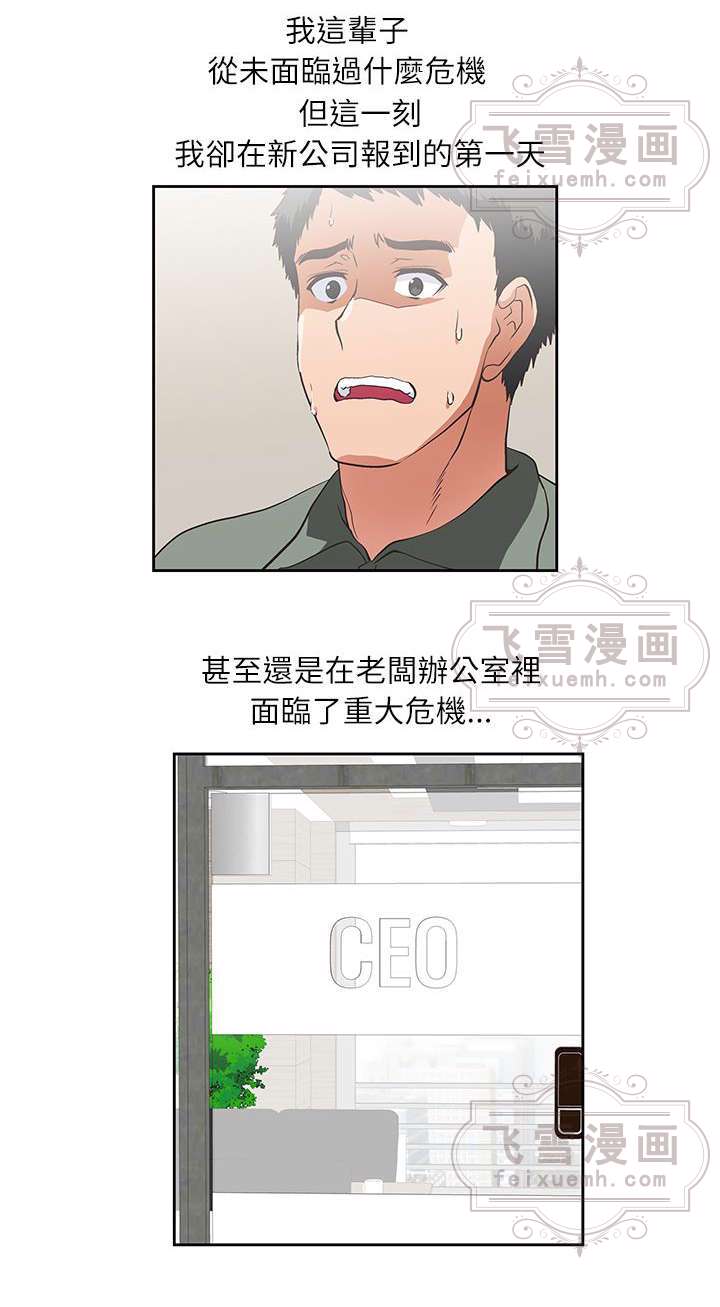 我這輩子
從未面臨過什麼危機
但這一刻
我卻在新公司報到的第一天
飞雪漫画
feixuemh.com
飞雪漫画
feixuemh.com
甚至還是在老闆辦公室裡
面臨了重大危機...
CEO
飞雪漫画
feixuemh.com